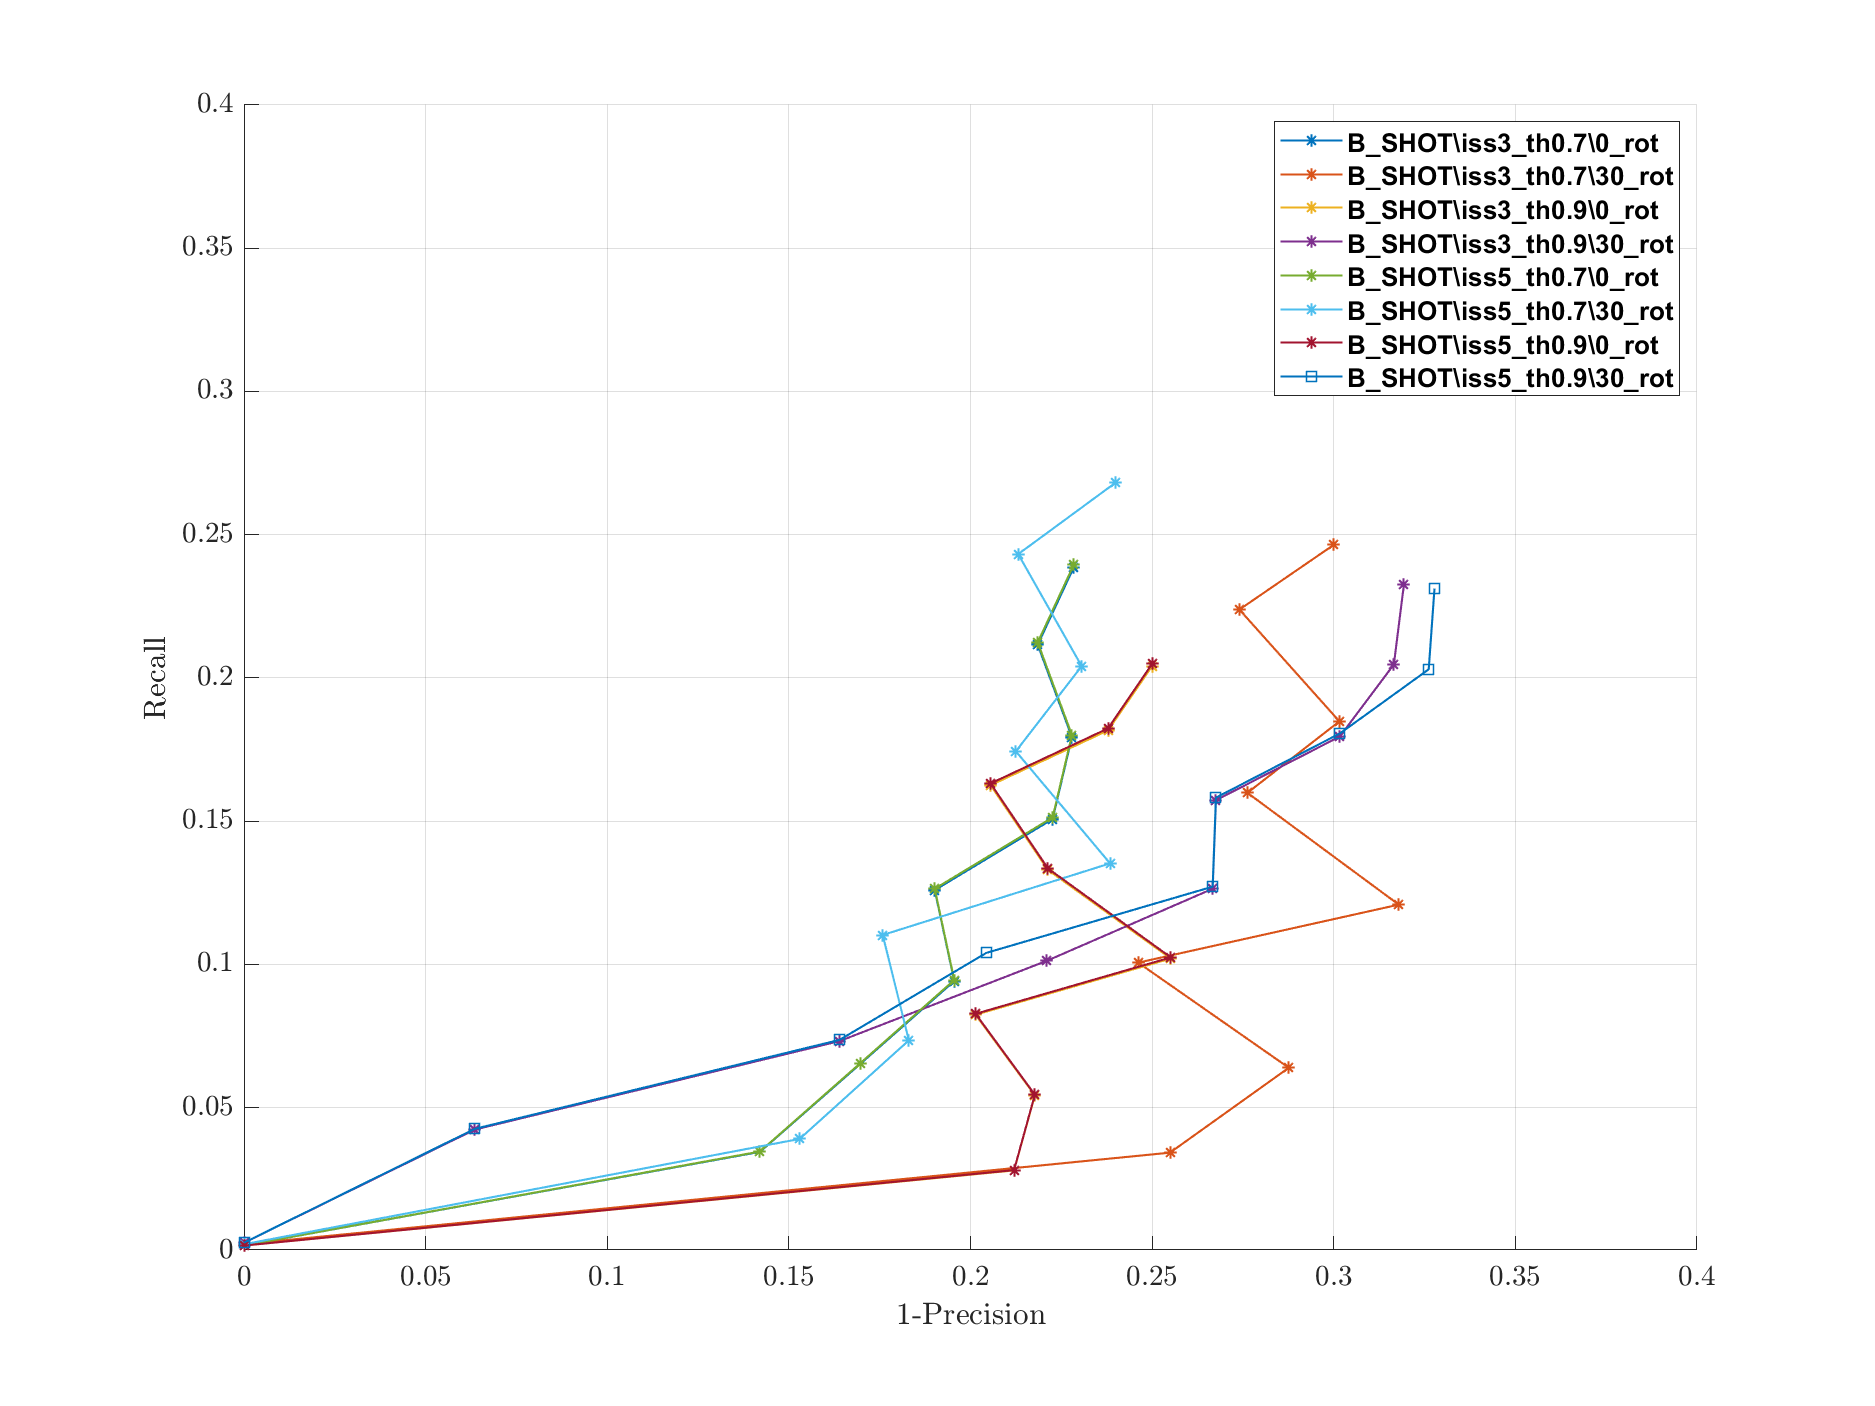 0.4
0.35
0.3
0.25
0.2
0.15
0.1
0.05
0
Recall
0 0.05 0.1 0.15 0.2 0.25 0.3 0.35 0.4
1-Precision
B_SHOT\iss3_th0.7\0_rot
B_SHOT\iss3_th0.7\30_rot
B_SHOT\iss3_th0.9\0_rot
B_SHOT\iss3_th0.9\30_rot
B_SHOT\iss5_th0.7\0_rot
B_SHOT\iss5_th0.7\30_rot
B_SHOT\iss5_th0.9\0_rot
B_SHOT\iss5_th0.9\30_rot